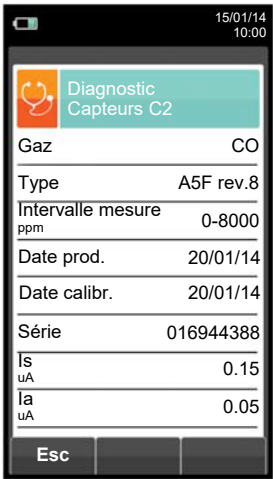 15/01/14
10:00
Diagnostic
Capteurs C2
Gaz CO
Type A5F rev.8
Intervalle mesure
ppm 0-8000
Date prod. 20/01/14
Date calibr. 20/01/14
Série 016944388
Is
uA 0.15
Ia
uA 0.05
Esc